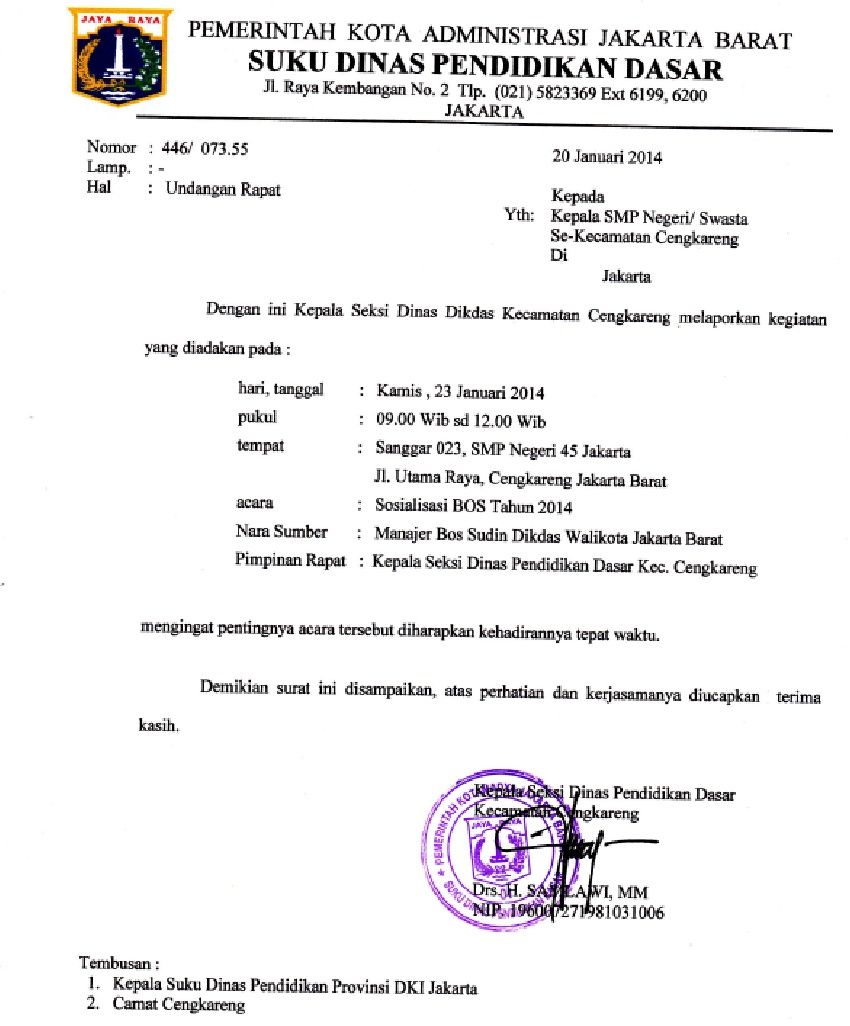 JAYA RAYA
PEMERINTAH KOTA ADMINISTRASI JAKARTA BARAT
SUKU DINAS PENDIDIKAN DASAR
Jl. Raya Kembangan No. 2 Tlp. (021) 5823369 Ext 6199, 6200
JAKARTA
Nomor : 446/ 073.55
Lamp. : -
Hal : Undangan Rapat
20 Januari 2014
Kepada
Yth: Kepala SMP Negeri/ Swasta
Se-Kecamatan Cengkareng
Di
Jakarta
Dengan ini Kepala Seksi Dinas Dikdas Kecamatan Cengkareng melaporkan kegiatan
yang diadakan pada :
hari, tanggal : Kamis , 23 Januari 2014
pukul : 09.00 Wib sd 12.00 Wib
tempat : Sanggar 023, SMP Negeri 45 Jakarta
Jl. Utama Raya, Cengkareng Jakarta Barat
acara : Sosialisasi BOS Tahun 2014
Nara Sumber : Manajer Bos Sudin Dikdas Walikota Jakarta Barat
Pimpinan Rapat : Kepala Seksi Dinas Pendidikan Dasar Kec. Cengkareng
mengingat pentingnya acara tersebut diharapkan kehadirannya tepat waktu.
Demikian surat ini disampaikan, atas perhatian dan kerjasamanya diucapkan terima
kasih.
Kepala Seksi Dinas Pendidikan Dasar
Kecamatan Cengkareng
JAYA RAYA
PEMERINTAH KOTA
SUKU DINAS
Drs. H. MM
NIP. 196007271981031006
Tembusan :
1. Kepala Suku Dinas Pendidikan Provinsi DKI Jakarta
2. Camat Cengkareng